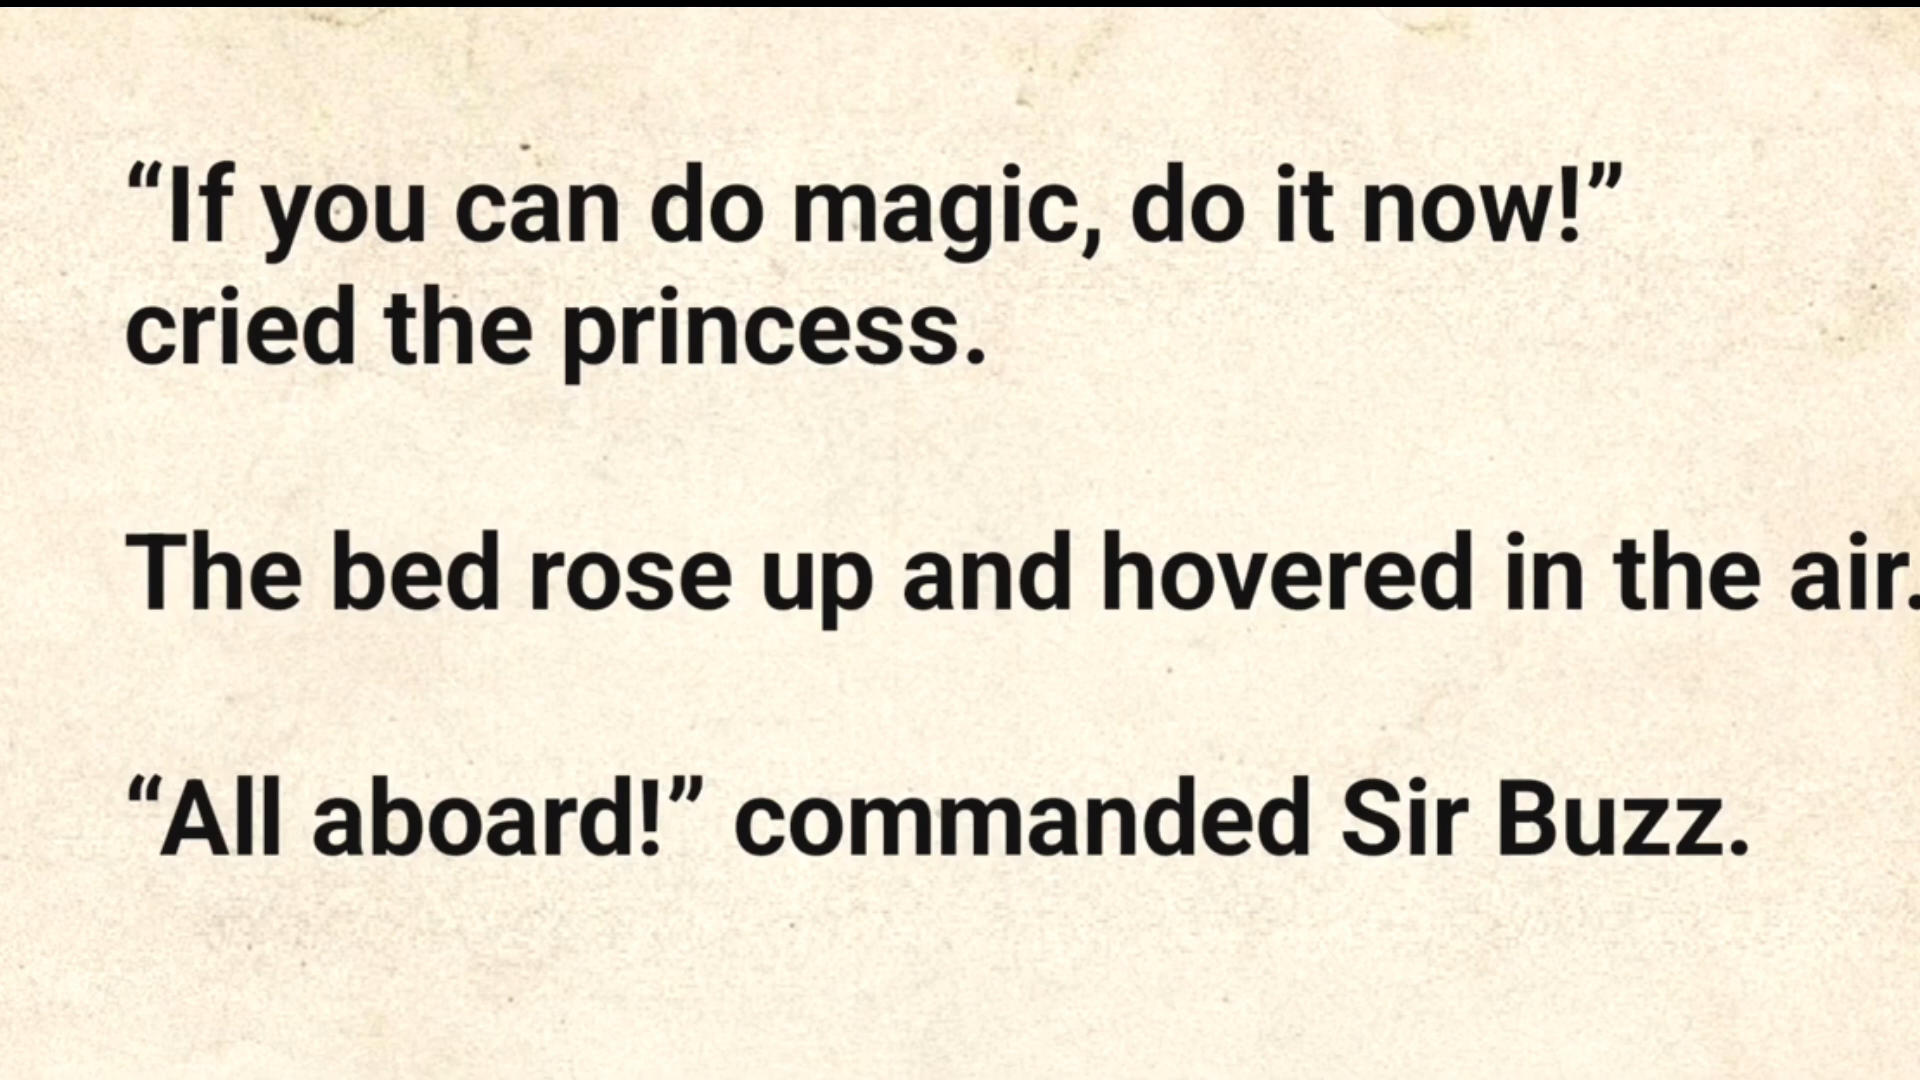 “If you can do magic, do it now!”
cried the princess.
The bed rose up and hovered in the air.
“All aboard!” commanded Sir Buzz.